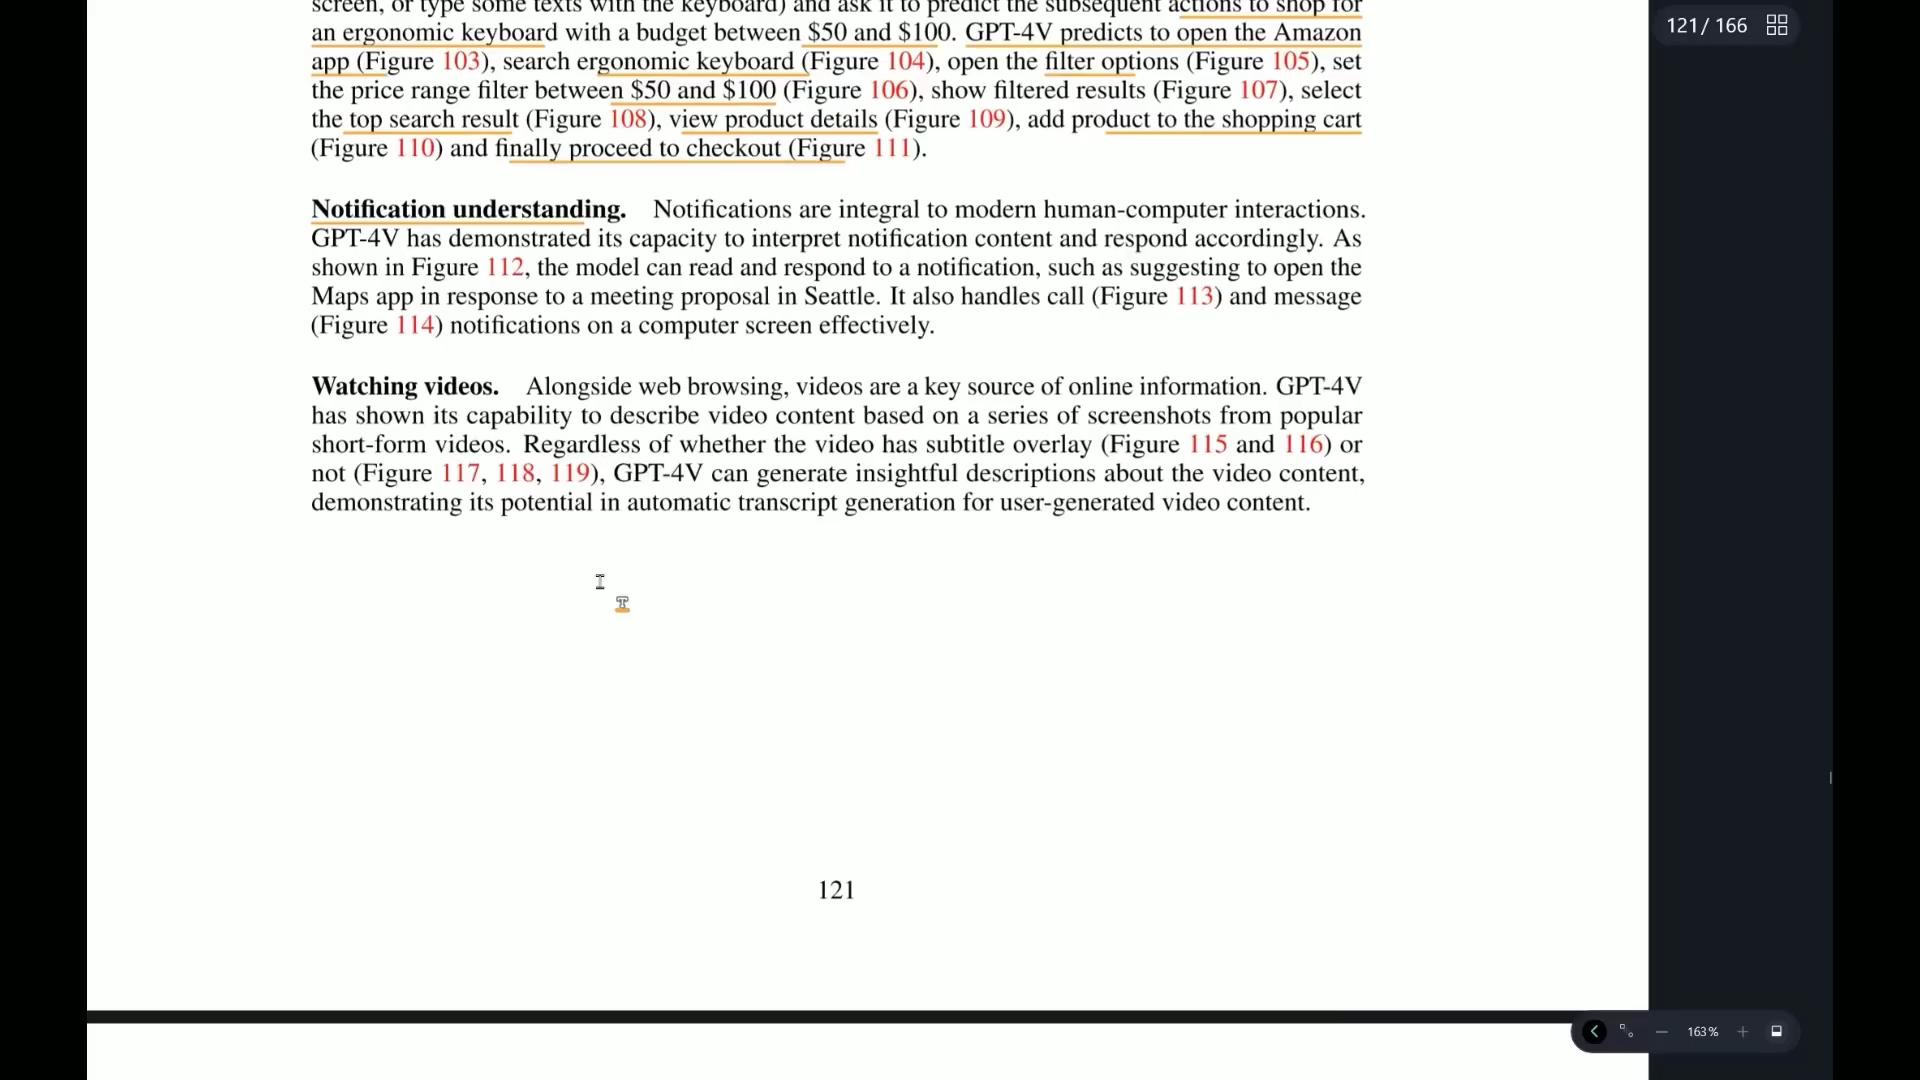 screen, or type some texts with the keyboard) and ask it to predict the subsequent actions to shop for
an ergonomic keyboard with a budget between $50 and $100. GPT-4V predicts to open the Amazon
app (Figure 103), search ergonomic keyboard (Figure 104), open the filter options (Figure 105), set
the price range filter between $50 and $100 (Figure 106), show filtered results (Figure 107), select
the top search result (Figure 108), view product details (Figure 109), add product to the shopping cart
(Figure 110) and finally proceed to checkout (Figure 111).
Notification understanding. Notifications are integral to modern human-computer interactions.
GPT-4V has demonstrated its capacity to interpret notification content and respond accordingly. As
shown in Figure 112, the model can read and respond to a notification, such as suggesting to open the
Maps app in response to a meeting proposal in Seattle. It also handles call (Figure 113) and message
(Figure 114) notifications on a computer screen effectively.
Watching videos. Alongside web browsing, videos are a key source of online information. GPT-4V
has shown its capability to describe video content based on a series of screenshots from popular
short-form videos. Regardless of whether the video has subtitle overlay (Figure 115 and 116) or
not (Figure 117, 118, 119), GPT-4V can generate insightful descriptions about the video content,
demonstrating its potential in automatic transcript generation for user-generated video content.
121
121 / 166
163%